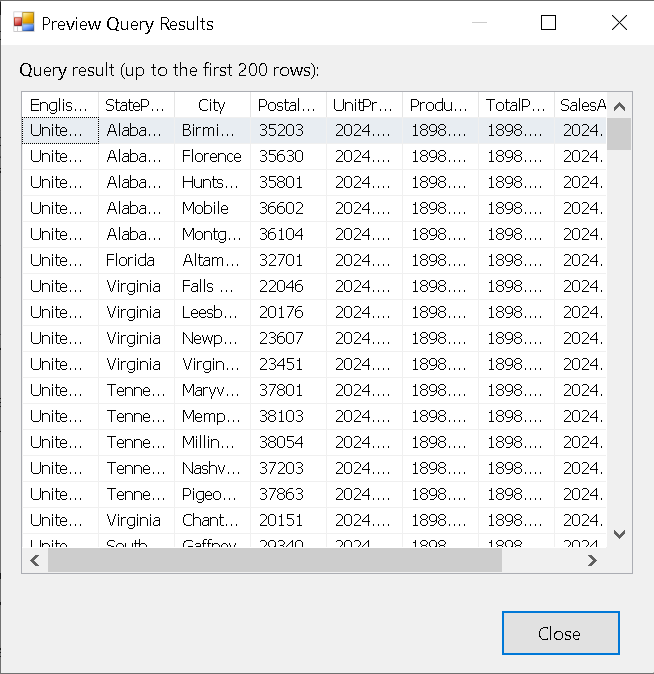 Preview Query Results
Query result (up to the first 200 rows):
Englis... StateP... City Postal... UnitPr... Produ... TotalP... SalesA
Unite... Alaba... Birmi... 35203 2024.... 1898.... 1898.... 2024.
Unite... Alaba... Florence 35630 2024.... 1898.... 1898.... 2024.
Unite... Alaba... Hunts... 35801 2024.... 1898.... 1898.... 2024.
Unite... Alaba... Mobile 36602 2024.... 1898.... 1898.... 2024.
Unite... Alaba... Montg... 36104 2024.... 1898.... 1898.... 2024.
Unite... Florida Altam... 32701 2024.... 1898.... 1898.... 2024.
Unite... Virginia Falls ... 22046 2024.... 1898.... 1898.... 2024.
Unite... Virginia Leesb... 20176 2024.... 1898.... 1898.... 2024.
Unite... Virginia Newp... 23607 2024.... 1898.... 1898.... 2024.
Unite... Virginia Virgin... 23451 2024.... 1898.... 1898.... 2024.
Unite... Tenne... Maryv... 37801 2024.... 1898.... 1898.... 2024.
Unite... Tenne... Memp... 38103 2024.... 1898.... 1898.... 2024.
Unite... Tenne... Millin... 38054 2024.... 1898.... 1898.... 2024.
Unite... Tenne... Nashv... 37203 2024.... 1898.... 1898.... 2024.
Unite... Tenne... Pigeo... 37863 2024.... 1898.... 1898.... 2024.
Unite... Virginia Chant... 20151 2024.... 1898.... 1898.... 2024.
Unite... South... Gaffney 29340 2024.... 1898.... 1898.... 2024.
Close